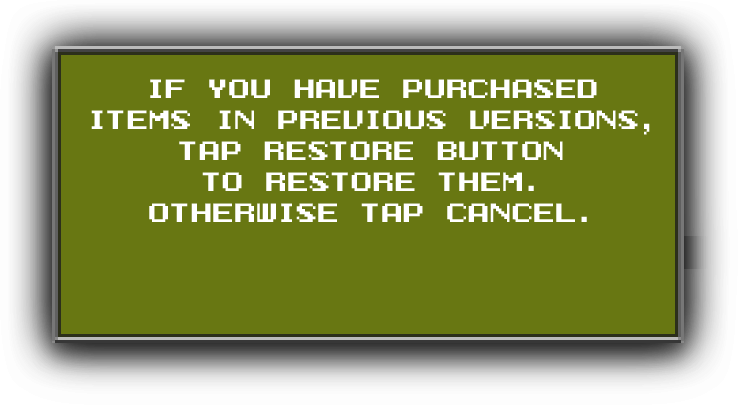 IF YOU HAVE PURCHASED
ITEMS IN PREVIOUS VERSIONS,
TAP RESTORE BUTTON
TO RESTORE THEM.
OTHERWISE TAP CANCEL.